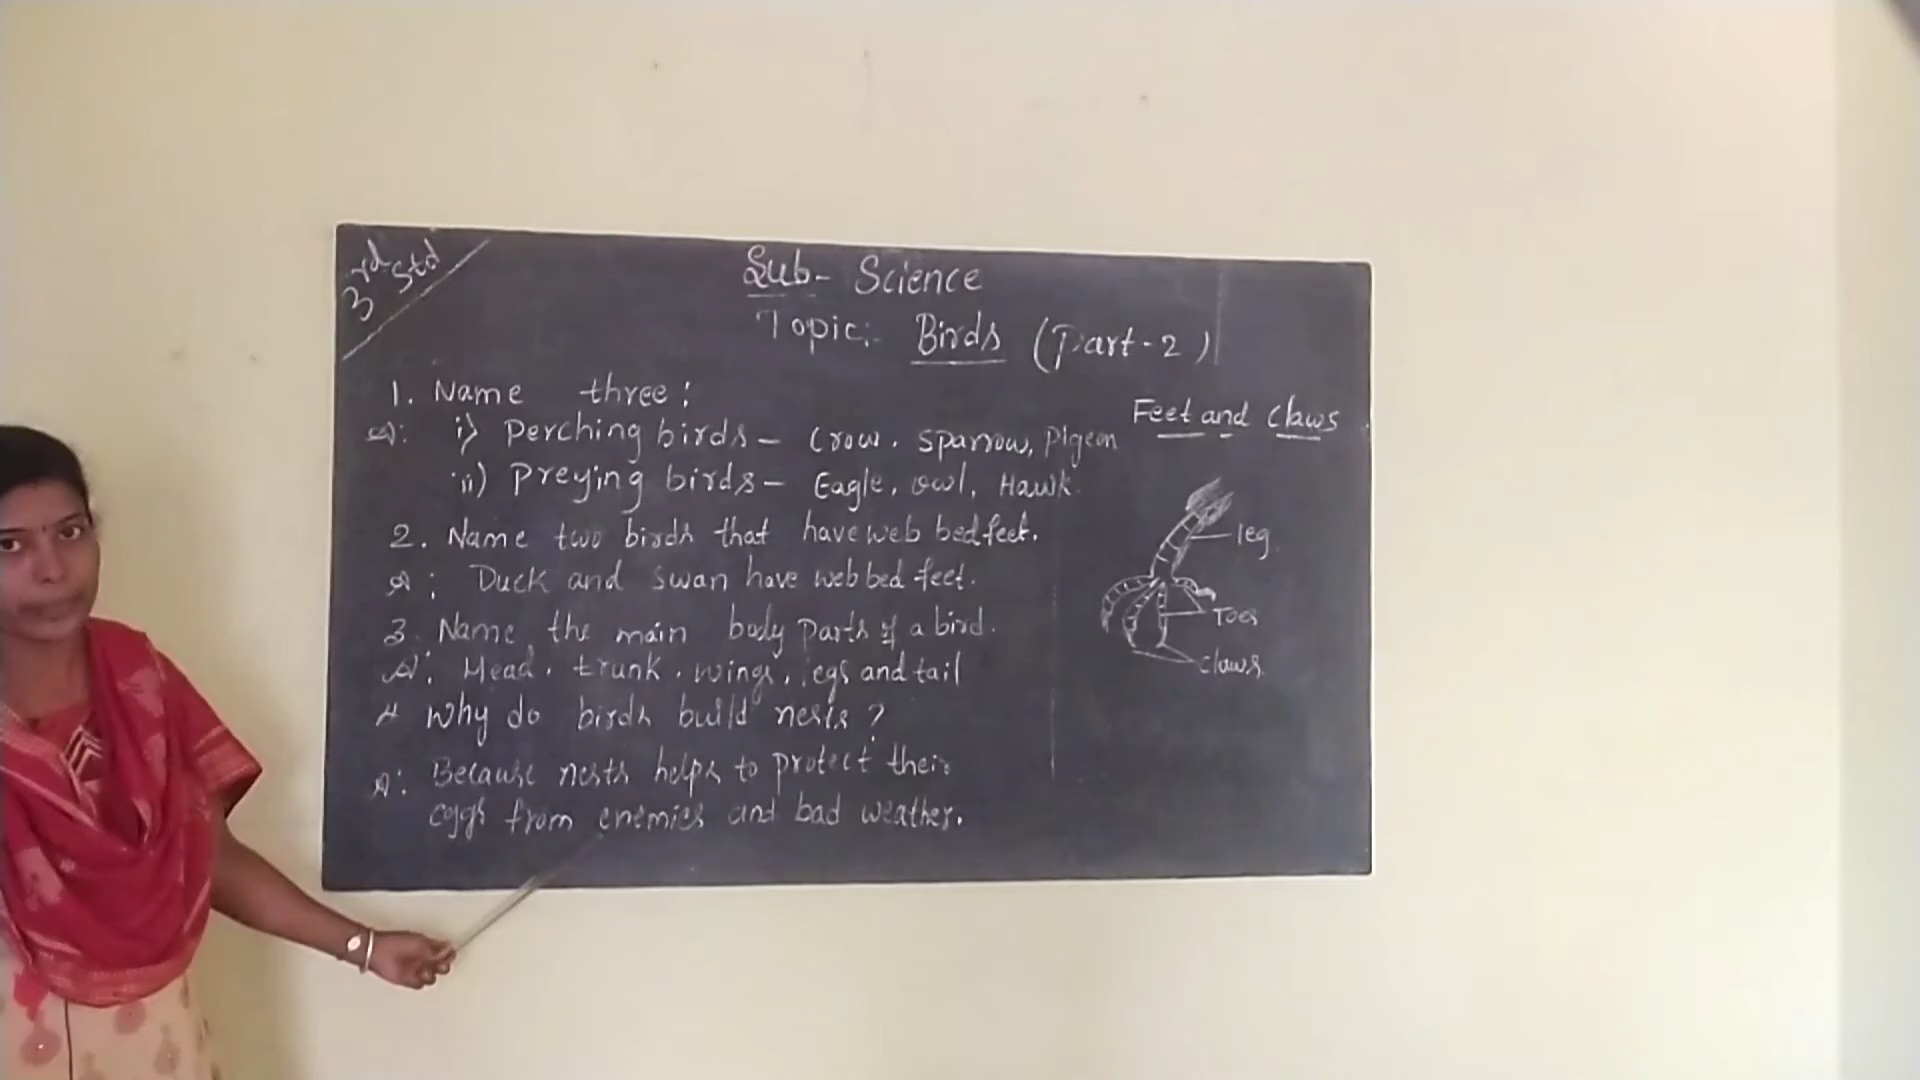 3rd Std
Sub- Science
Topic:- Birds (Part-2)
1. Name three:
A: i) Perching birds - Crow, Sparrow, Pigeon
ii) Preying birds - Eagle, owl, Hawk.
2. Name two birds that have web bed feet.
A: Duck and swan have web bed feet.
3. Name the main body parts of a bird.
A: Head, trunk, wings, legs and tail
4 Why do birds build nests?
A: Because nests helps to protect their
eggs from enemies and bad weather.
Feet and Claws
leg
Toes
claws.